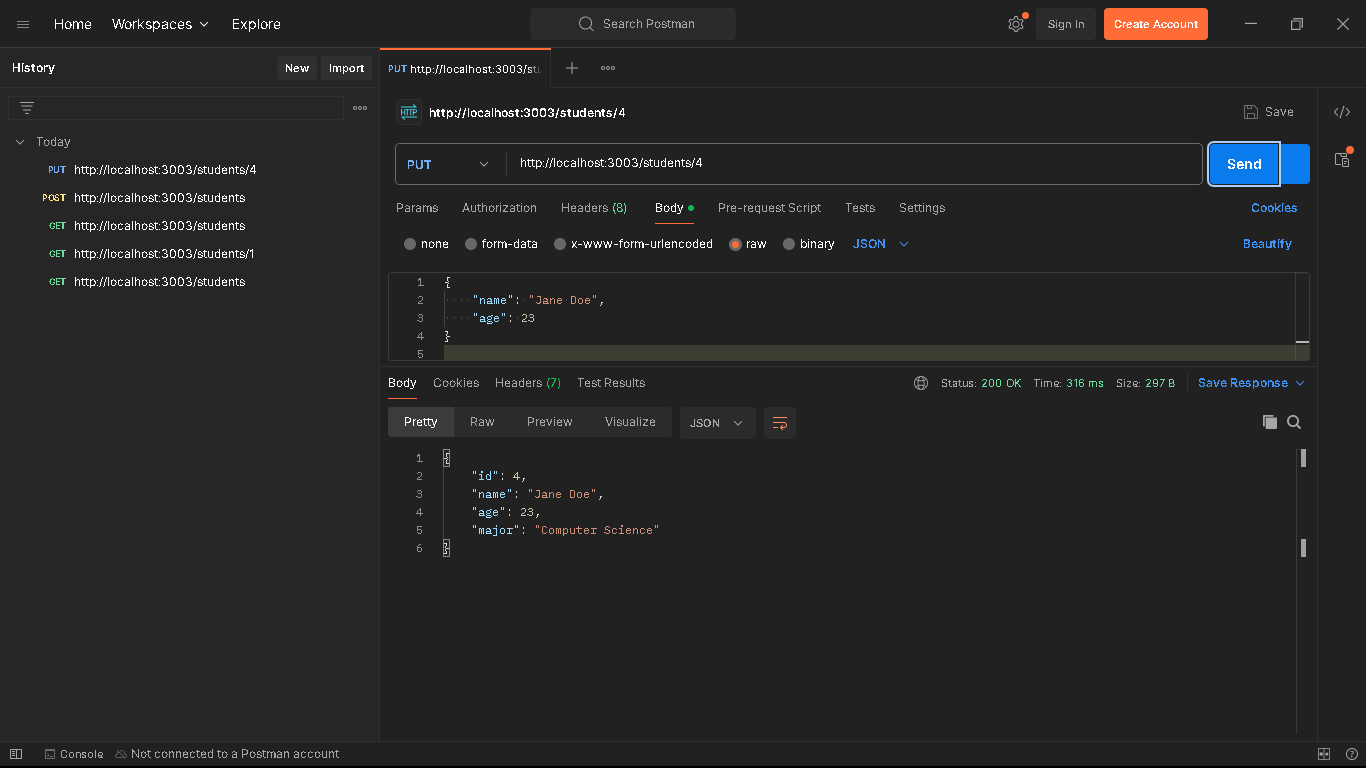 Home Workspaces Explore Search Postman Sign In Create Account
History New Import
PUT http://localhost:3003/stu
HTTP http://localhost:3003/students/4 Save
Today
PUT http://localhost:3003/students/4
POST http://localhost:3003/students
GET http://localhost:3003/students
GET http://localhost:3003/students/1
GET http://localhost:3003/students
PUT http://localhost:3003/students/4 Send
Params Authorization Headers (8) Body Pre-request Script Tests Settings Cookies
none form-data x-www-form-urlencoded raw binary JSON Beautify
1 {
2 "name": "Jane Doe",
3 "age": 23
4 }
5
Body Cookies Headers (7) Test Results Status: 200 OK Time: 316 ms Size: 297 B Save Response
Pretty Raw Preview Visualize JSON
1 {
2 "id": 4,
3 "name": "Jane Doe",
4 "age": 23,
5 "major": "Computer Science"
6 }
Console Not connected to a Postman account